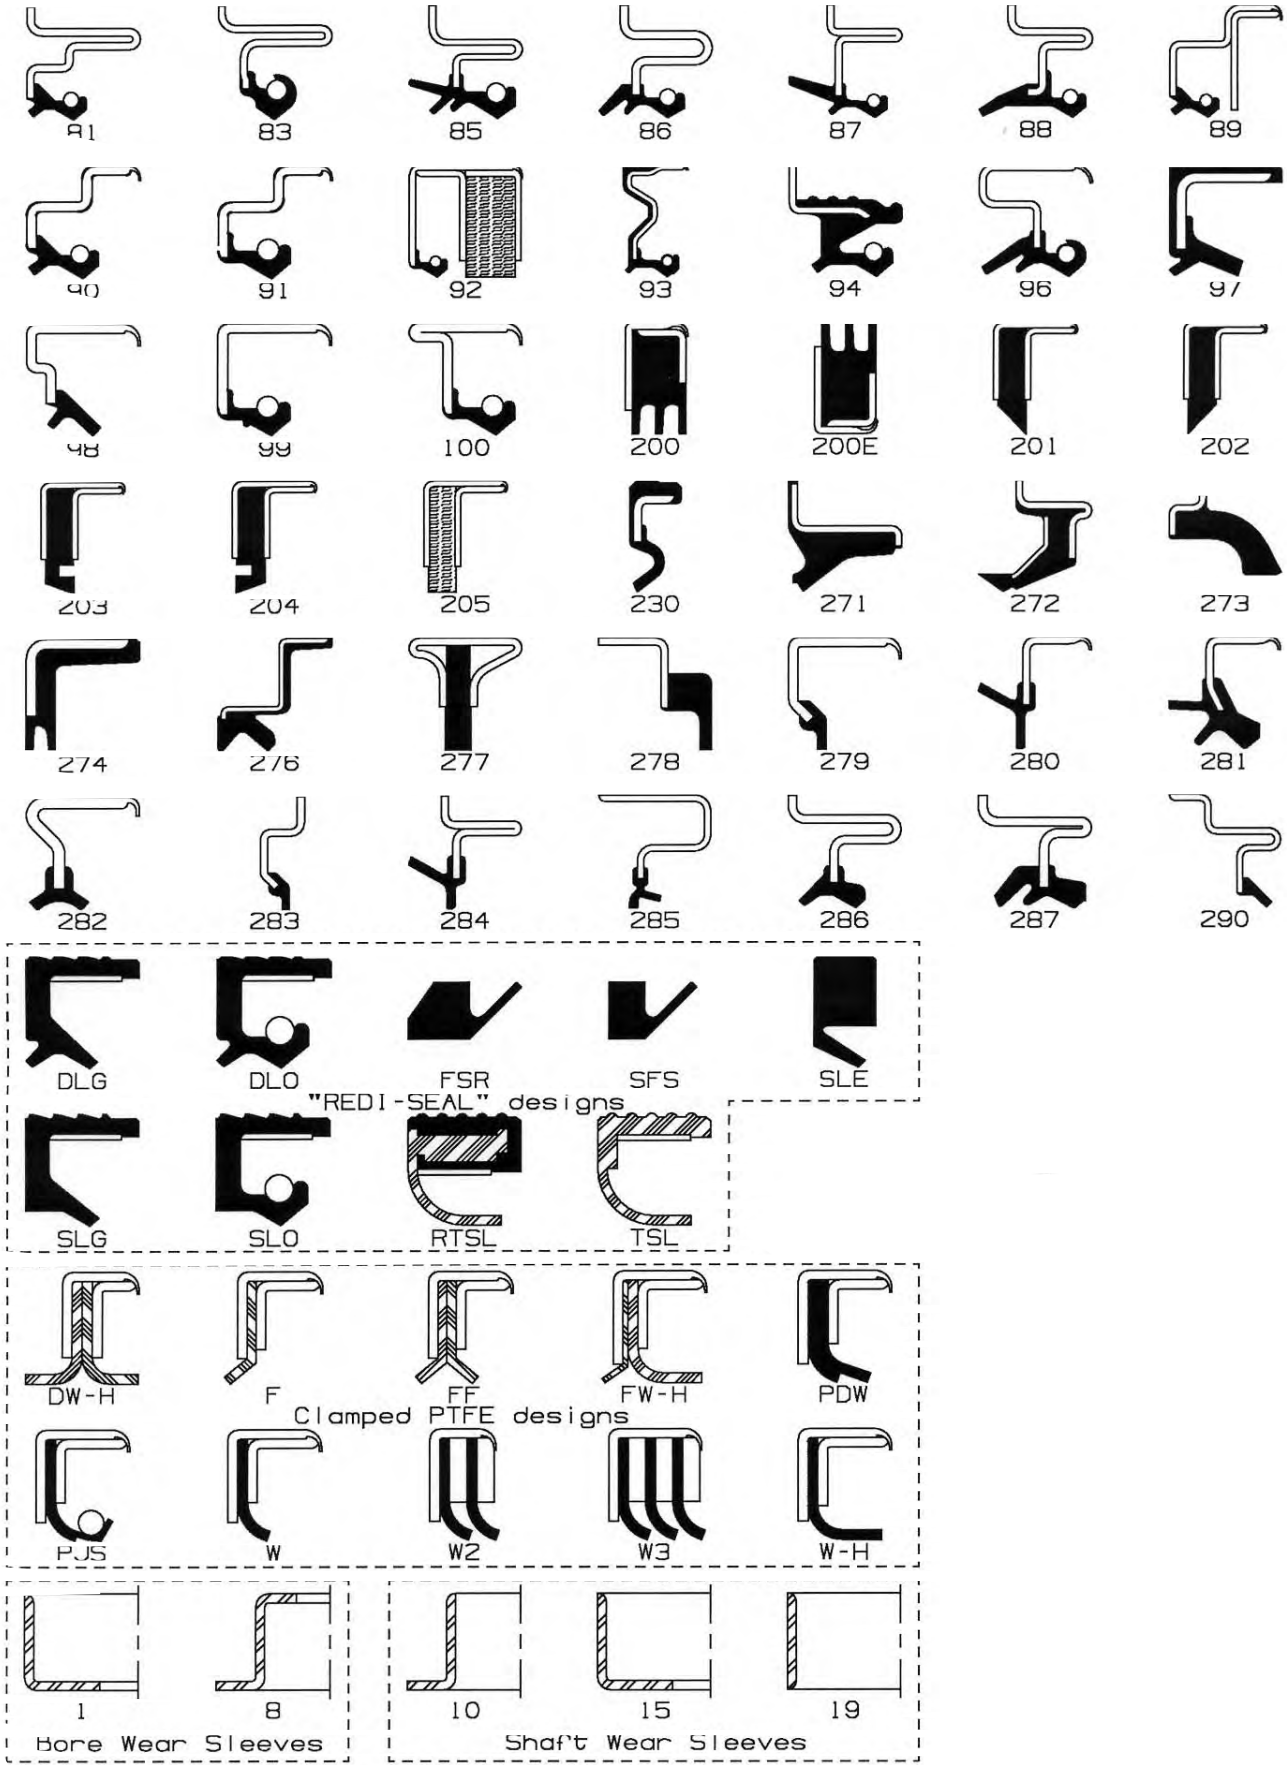 81 83 85 86 87 88 89
90 91 92 93 94 96 97
98 99 100 200 200E 201 202
203 204 205 230 271 272 273
274 276 277 278 279 280 281
282 283 284 285 286 287 290
DLG DLO FSR SFS SLE
"REDI-SEAL" designs
SLG SLO RTSL TSL
DW-H F FF FW-H PDW
Clamped PTFE designs
PJS W W2 W3 W-H
1 8 10 15 19
Bore Wear Sleeves Shaft Wear Sleeves